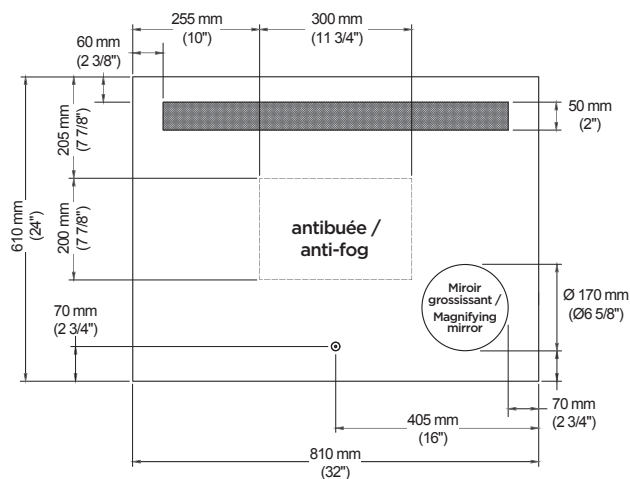 255 mm
(10")
300 mm
(11 3/4")
60 mm
(2 3/8")
50 mm
(2")
205 mm
(7 7/8")
610 mm
(24")
200 mm
(7 7/8")
antibuée /
anti-fog
Miroir
grossissant /
Magnifying
mirror
Ø 170 mm
(Ø6 5/8")
70 mm
(2 3/4")
70 mm
(2 3/4")
405 mm
(16")
810 mm
(32")